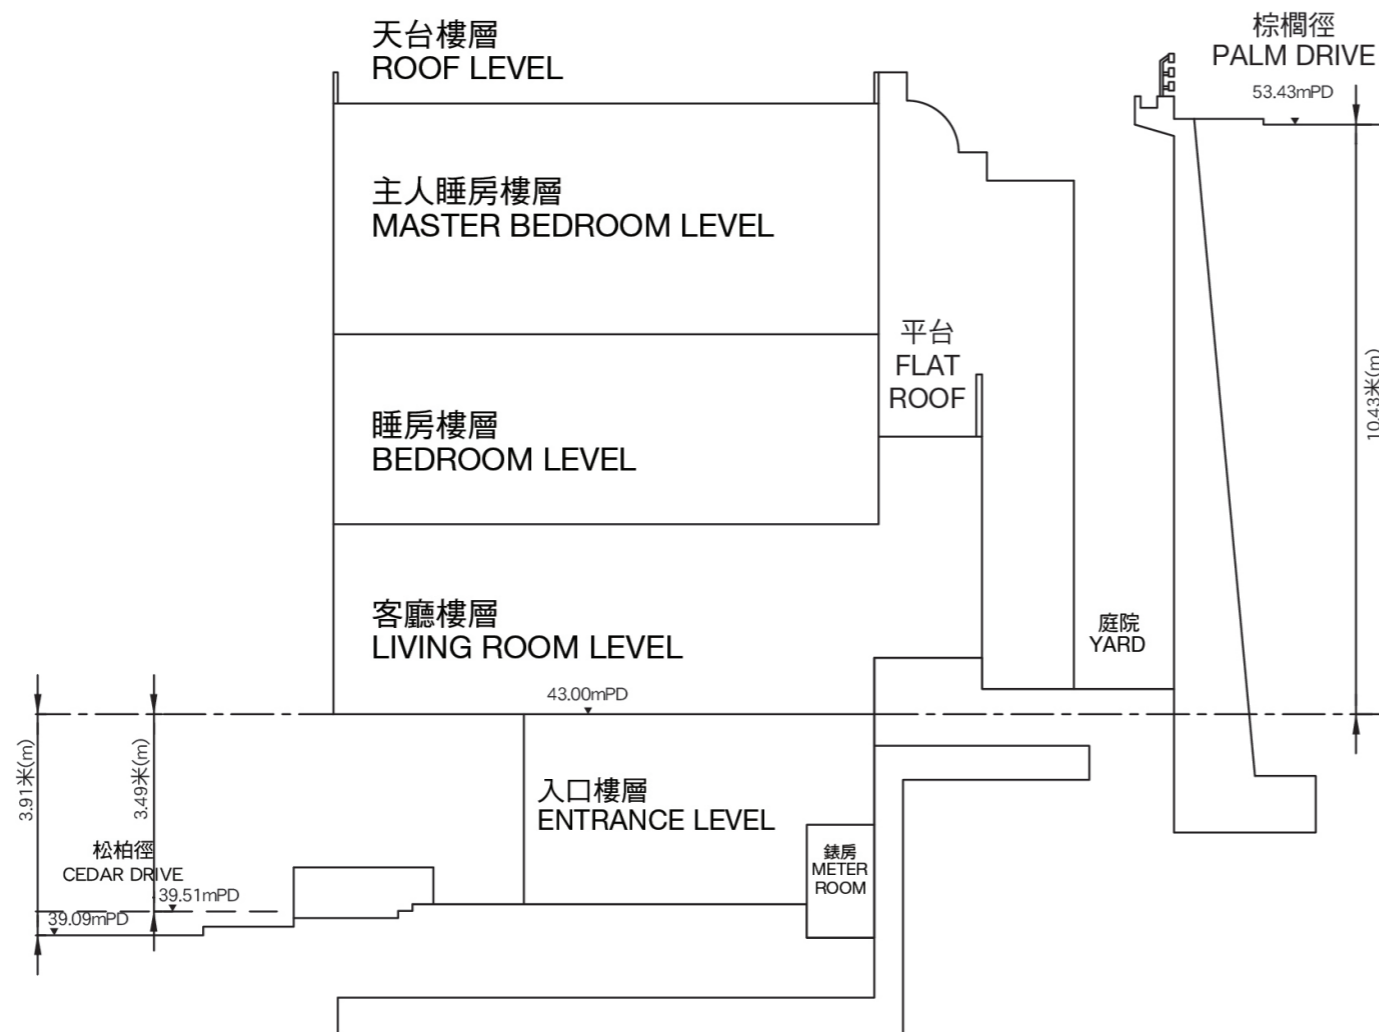 天台樓層
ROOF LEVEL
棕櫚徑
PALM DRIVE
53.43mPD
主人睡房樓層
MASTER BEDROOM LEVEL
平台
FLAT
ROOF
10.43米(m)
睡房樓層
BEDROOM LEVEL
客廳樓層
LIVING ROOM LEVEL
庭院
YARD
43.00mPD
3.91米(m)
3.49米(m)
入口樓層
ENTRANCE LEVEL
錶房
METER
ROOM
松柏徑
CEDAR DRIVE
39.51mPD
39.09mPD